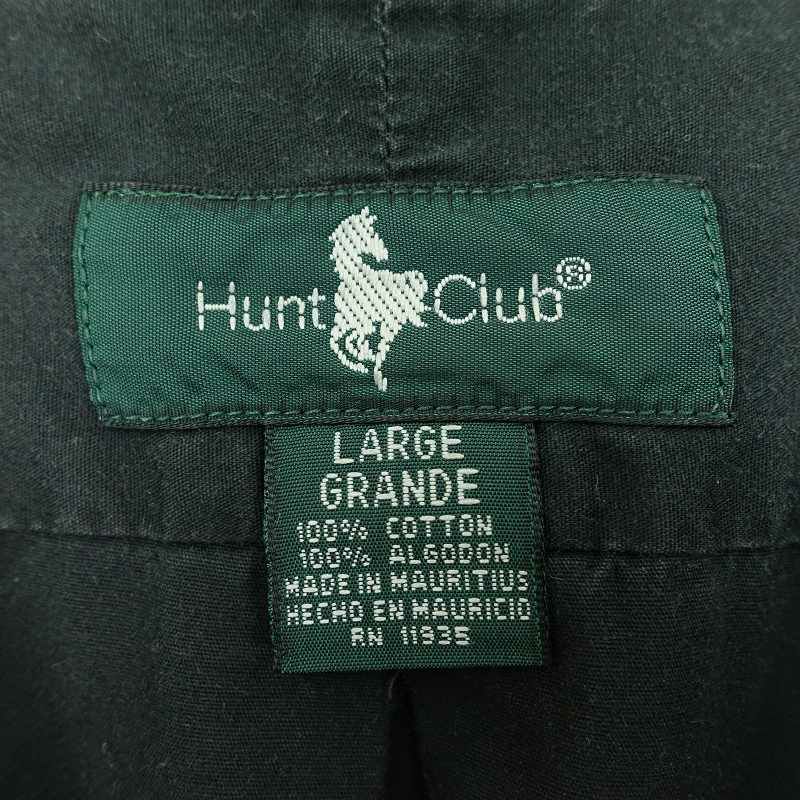 Hunt Club®
LARGE
GRANDE
100% COTTON
100% ALGODON
MADE IN MAURITIUS
HECHO EN MAURICIO
RN 11935